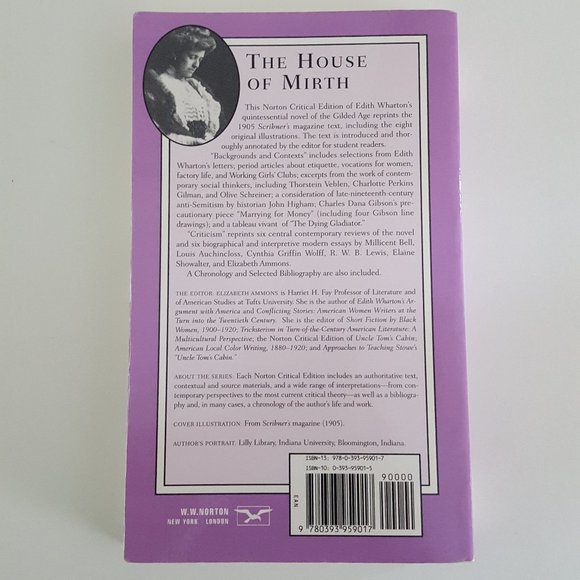 THE HOUSE
OF MIRTH
This Norton Critical Edition of Edith Wharton's
quintessential novel of the Gilded Age reprints the
1905 Scribner's magazine text, including the eight
original illustrations. The text is introduced and thor-
oughly annotated by the editor for student readers.
"Backgrounds and Contexts" includes selections from Edith
Wharton's letters; period articles about etiquette, vocations for women,
factory life, and Working Girls' Clubs; excerpts from the work of contem-
porary social thinkers, including Thorstein Veblen, Charlotte Perkins
Gilman, and Olive Schreiner; a consideration of late-nineteenth-century
anti-Semitism by historian John Higham; Charles Dana Gibson's pre-
cautionary piece "Marrying for Money" (including four Gibson line
drawings); and a tableau vivant of "The Dying Gladiator."
"Criticism" reprints six central contemporary reviews of the novel
and six biographical and interpretive modern essays by Millicent Bell,
Louis Auchincloss, Cynthia Griffin Wolff, R. W. B. Lewis, Elaine
Showalter, and Elizabeth Ammons.
A Chronology and Selected Bibliography are also included.
THE EDITOR: ELIZABETH AMMONS is Harriet H. Fay Professor of Literature and
of American Studies at Tufts University. She is the author of Edith Wharton's Ar-
gument with America and Conflicting Stories: American Women Writers at the
Turn into the Twentieth Century. She is the editor of Short Fiction by Black
Women, 1900–1920; Tricksterism in Turn-of-the-Century American Literature: A
Multicultural Perspective; the Norton Critical Edition of Uncle Tom's Cabin;
American Local Color Writing, 1880–1920; and Approaches to Teaching Stowe's
"Uncle Tom's Cabin."
ABOUT THE SERIES: Each Norton Critical Edition includes an authoritative text,
contextual and source materials, and a wide range of interpretations—from con-
temporary perspectives to the most current critical theory—as well as a bibliogra-
phy and, in many cases, a chronology of the author's life and work.
COVER ILLUSTRATION: From Scribner's magazine (1905).
AUTHOR'S PORTRAIT: Lilly Library, Indiana University, Bloomington, Indiana.
ISBN-13: 978-0-393-95901-7
ISBN-10: 0-393-95901-5
90000
EAN
9 780393 959017
W.W.NORTON
NEW YORK LONDON